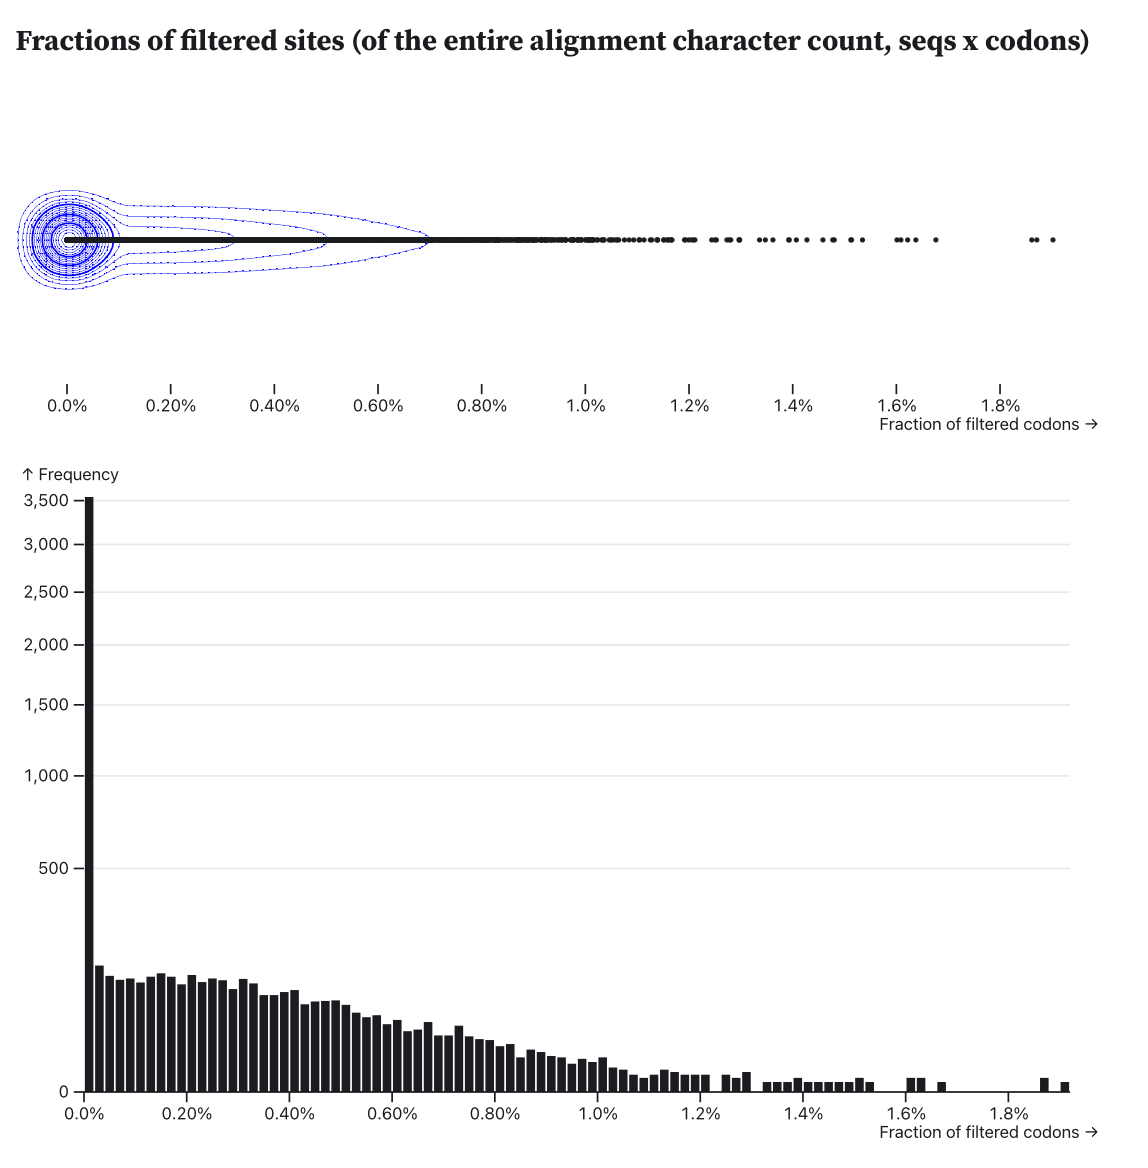 Fractions of filtered sites (of the entire alignment character count, seqs x codons)
0.0% 0.20% 0.40% 0.60% 0.80% 1.0% 1.2% 1.4% 1.6% 1.8%
Fraction of filtered codons →
↑ Frequency
3,500
3,000
2,500
2,000
1,500
1,000
500
0
0.0% 0.20% 0.40% 0.60% 0.80% 1.0% 1.2% 1.4% 1.6% 1.8%
Fraction of filtered codons →